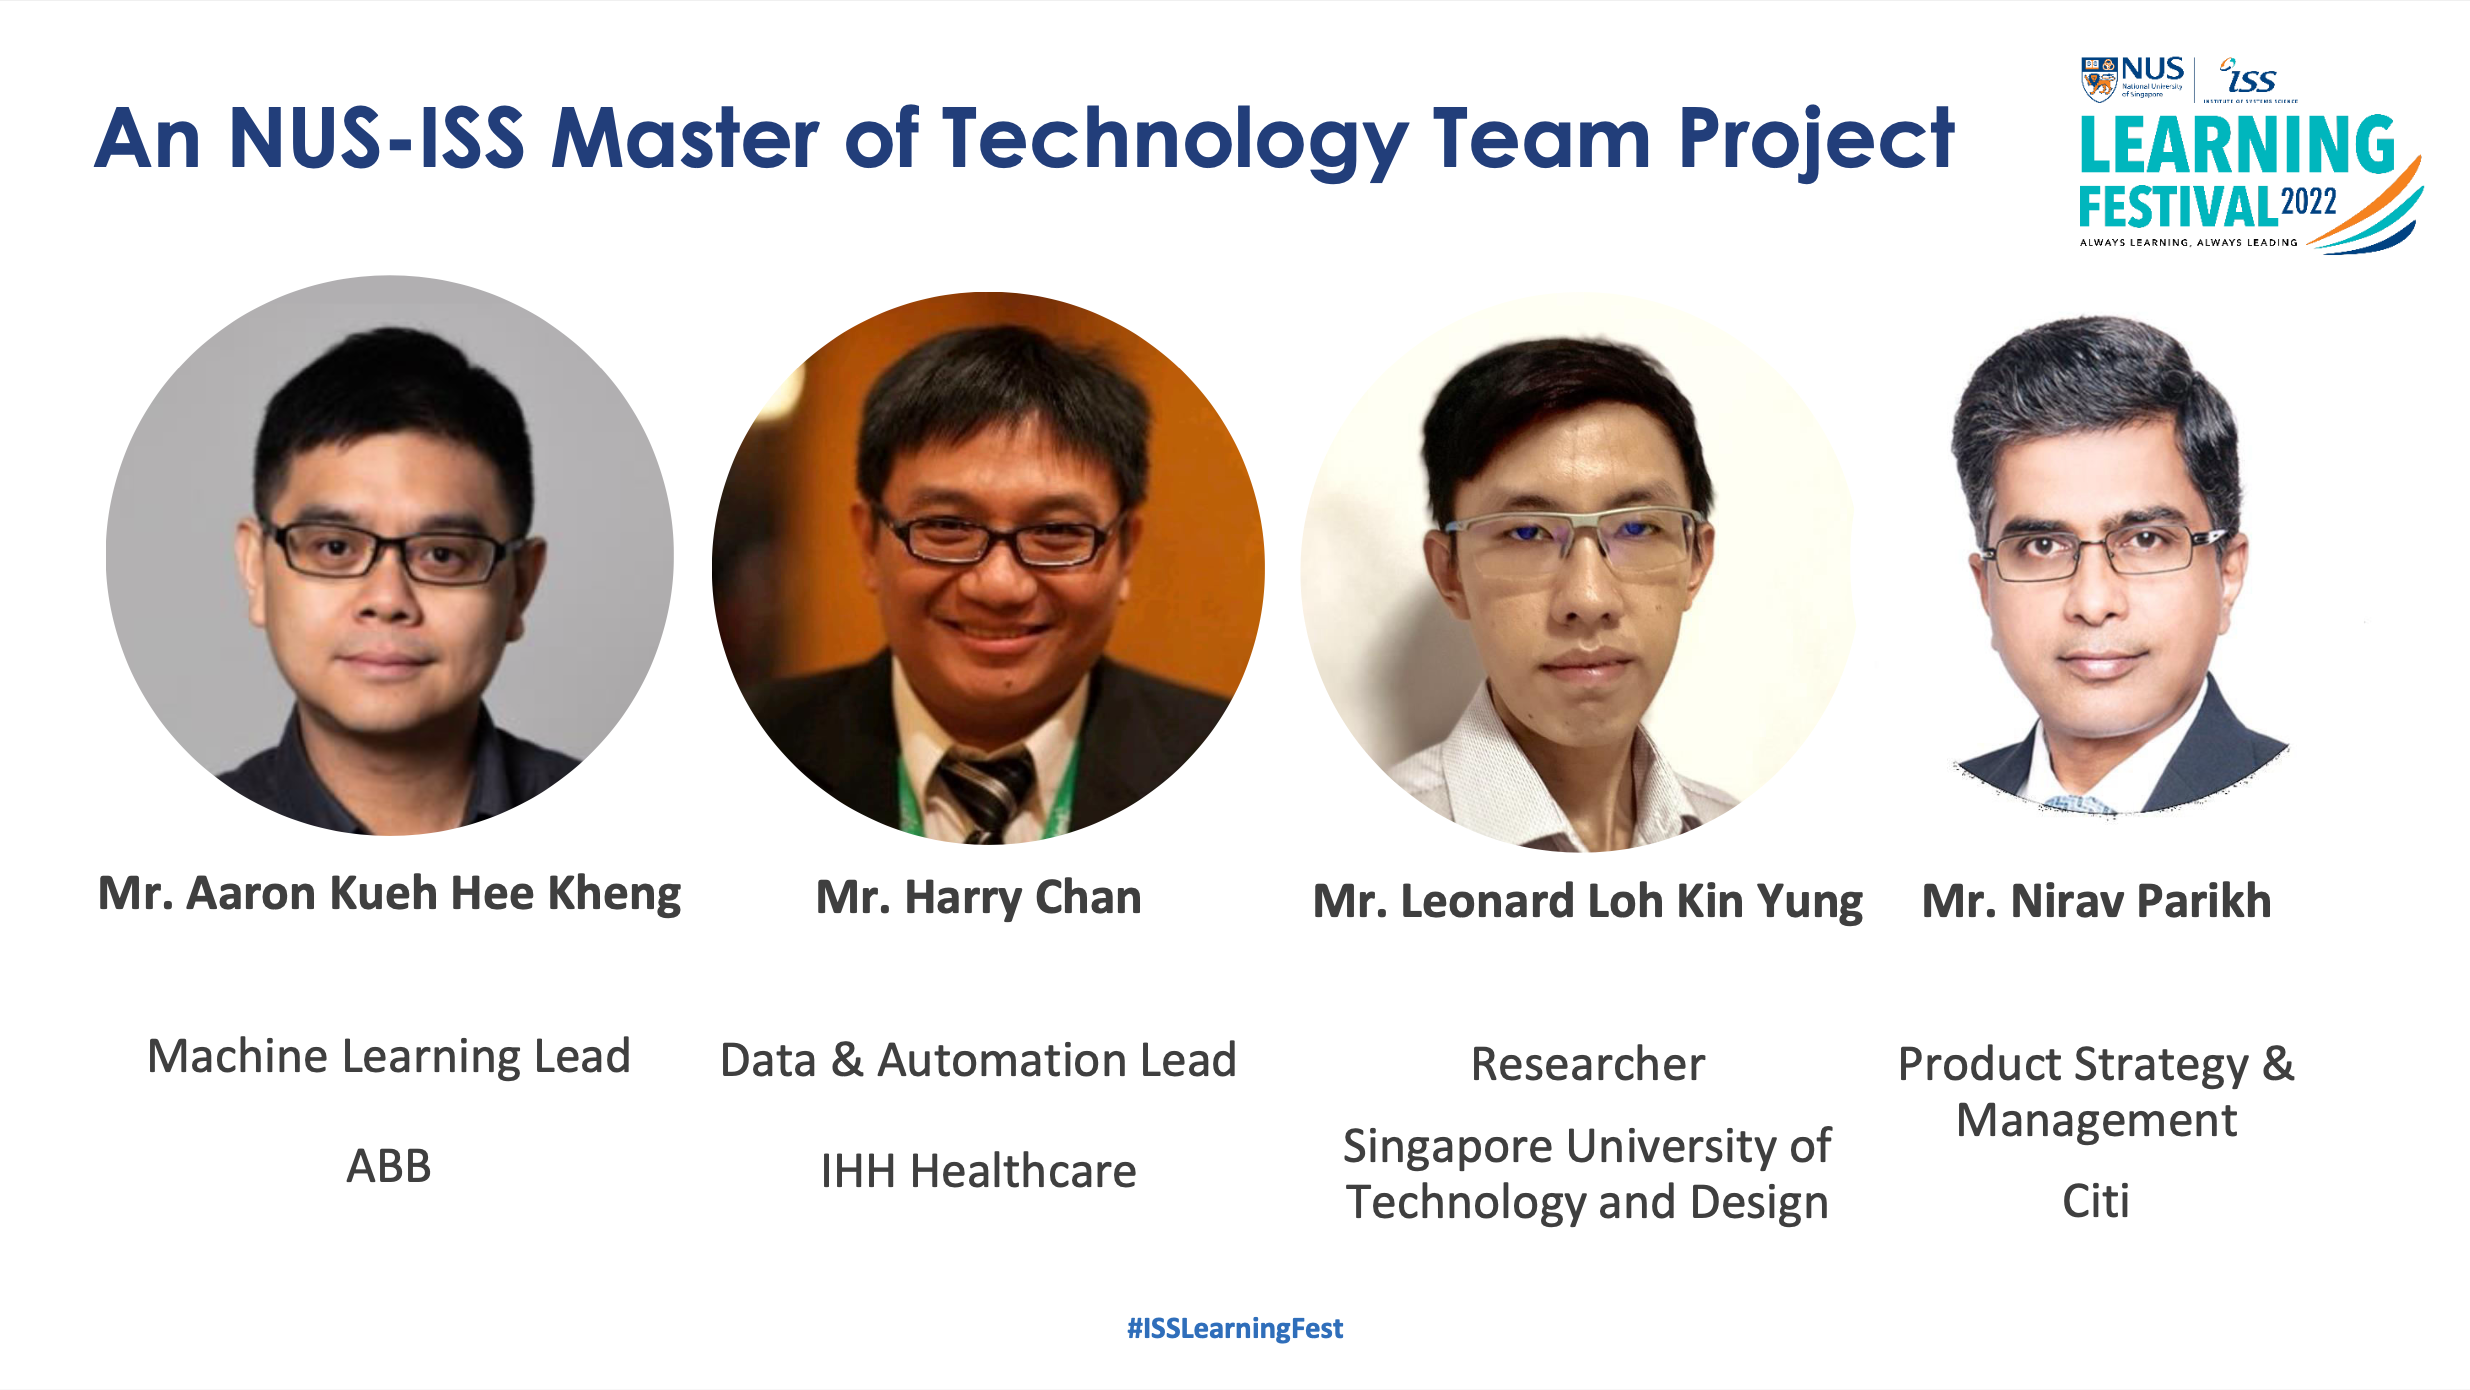 An NUS-ISS Master of Technology Team Project
NUS
National University
of Singapore
iss
INSTITUTE OF SYSTEMS SCIENCE
LEARNING
FESTIVAL 2022
ALWAYS LEARNING, ALWAYS LEADING
Mr. Aaron Kueh Hee Kheng
Machine Learning Lead
ABB
Mr. Harry Chan
Data & Automation Lead
IHH Healthcare
Mr. Leonard Loh Kin Yung
Researcher
Singapore University of
Technology and Design
Mr. Nirav Parikh
Product Strategy &
Management
Citi
#ISSLearningFest